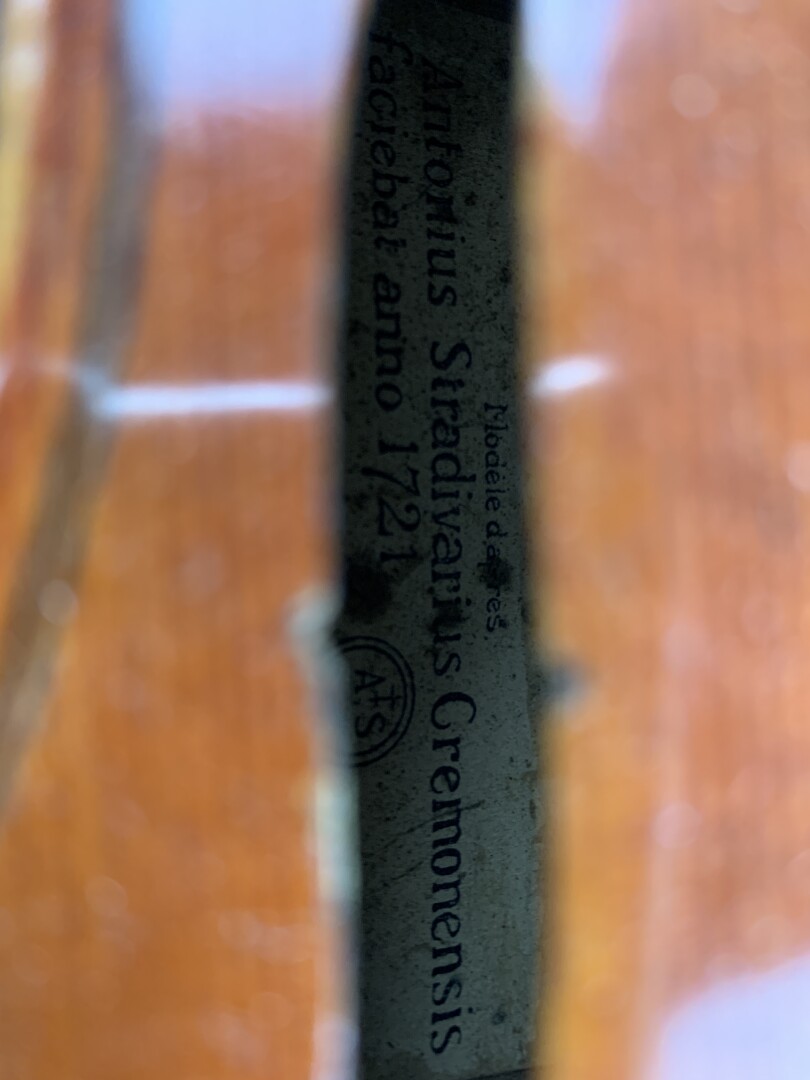 Modèle d'après
Antonius Stradivarius Cremonensis
faciebat anno 1721
A S